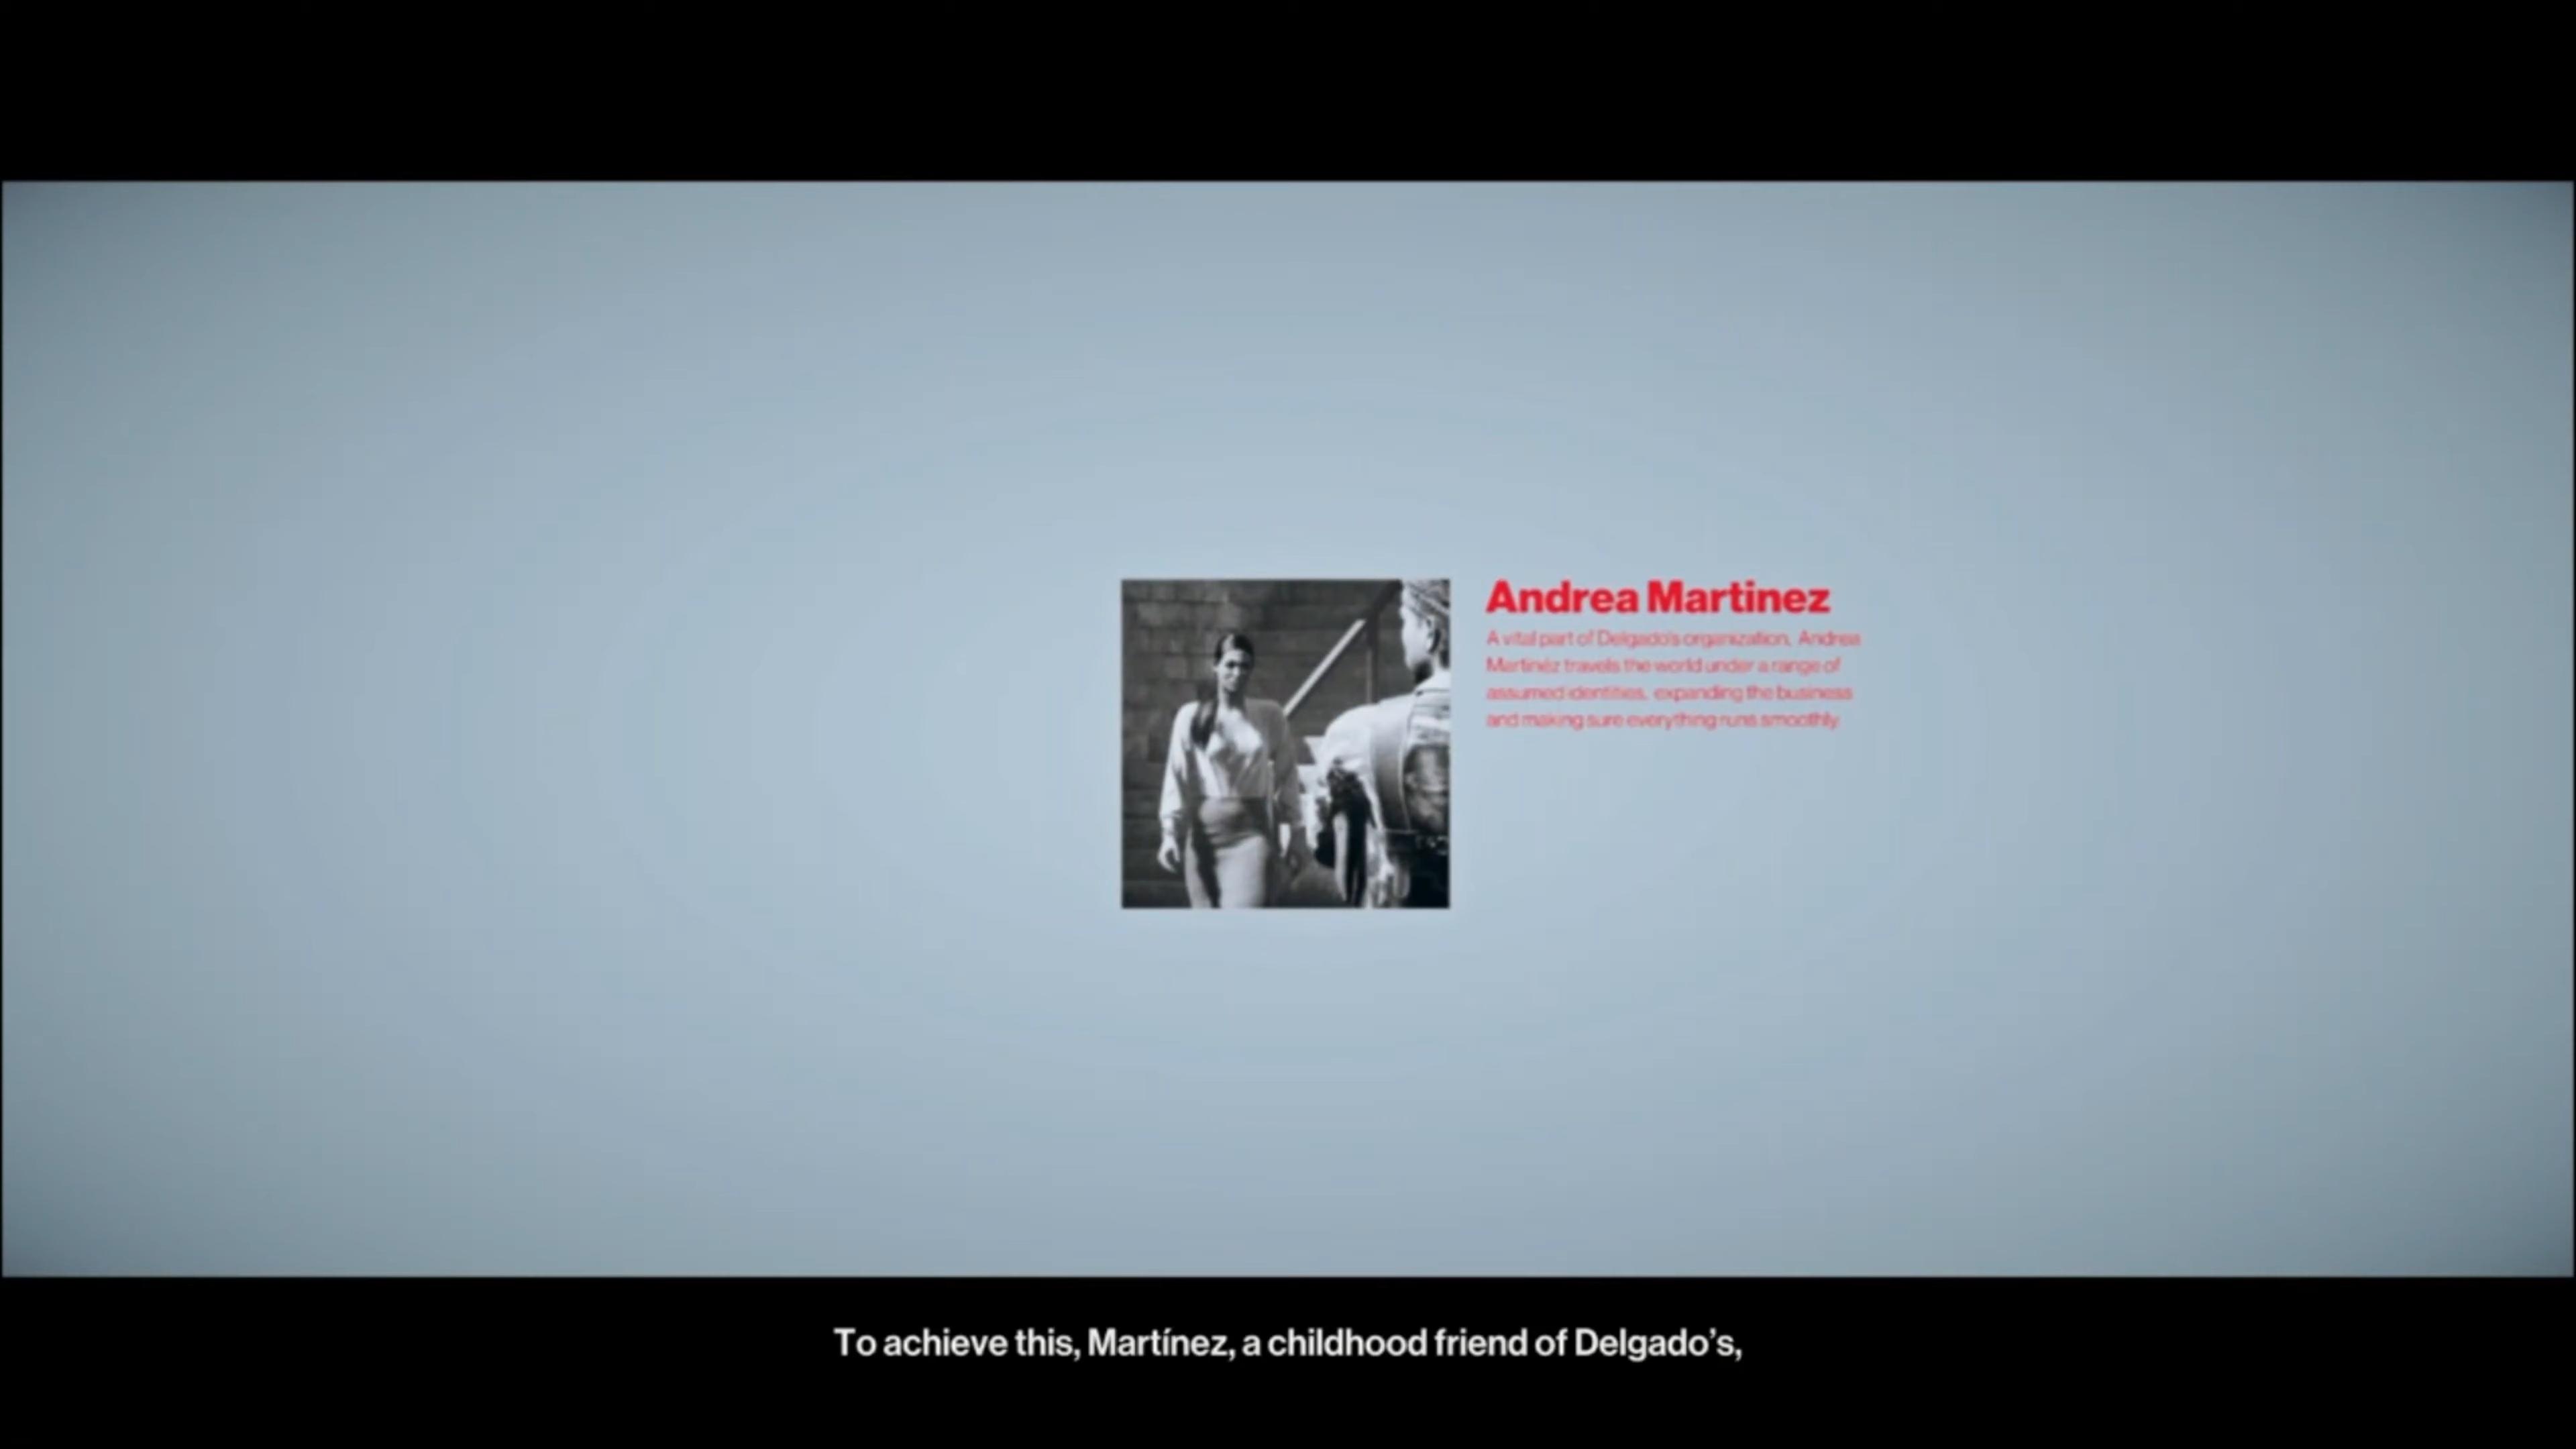 Andrea Martinez
A vital part of Delgado's organization, Andrea
Martinéz travels the world under a range of
assumed identities, expanding the business
and making sure everything runs smoothly.
To achieve this, Martínez, a childhood friend of Delgado’s,